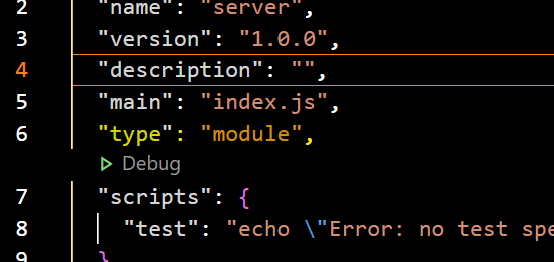 2 "name": "server",
3 "version": "1.0.0",
4 "description": "",
5 "main": "index.js",
6 "type": "module",
Debug
7 "scripts": {
8 "test": "echo \"Error: no test spe
9 }